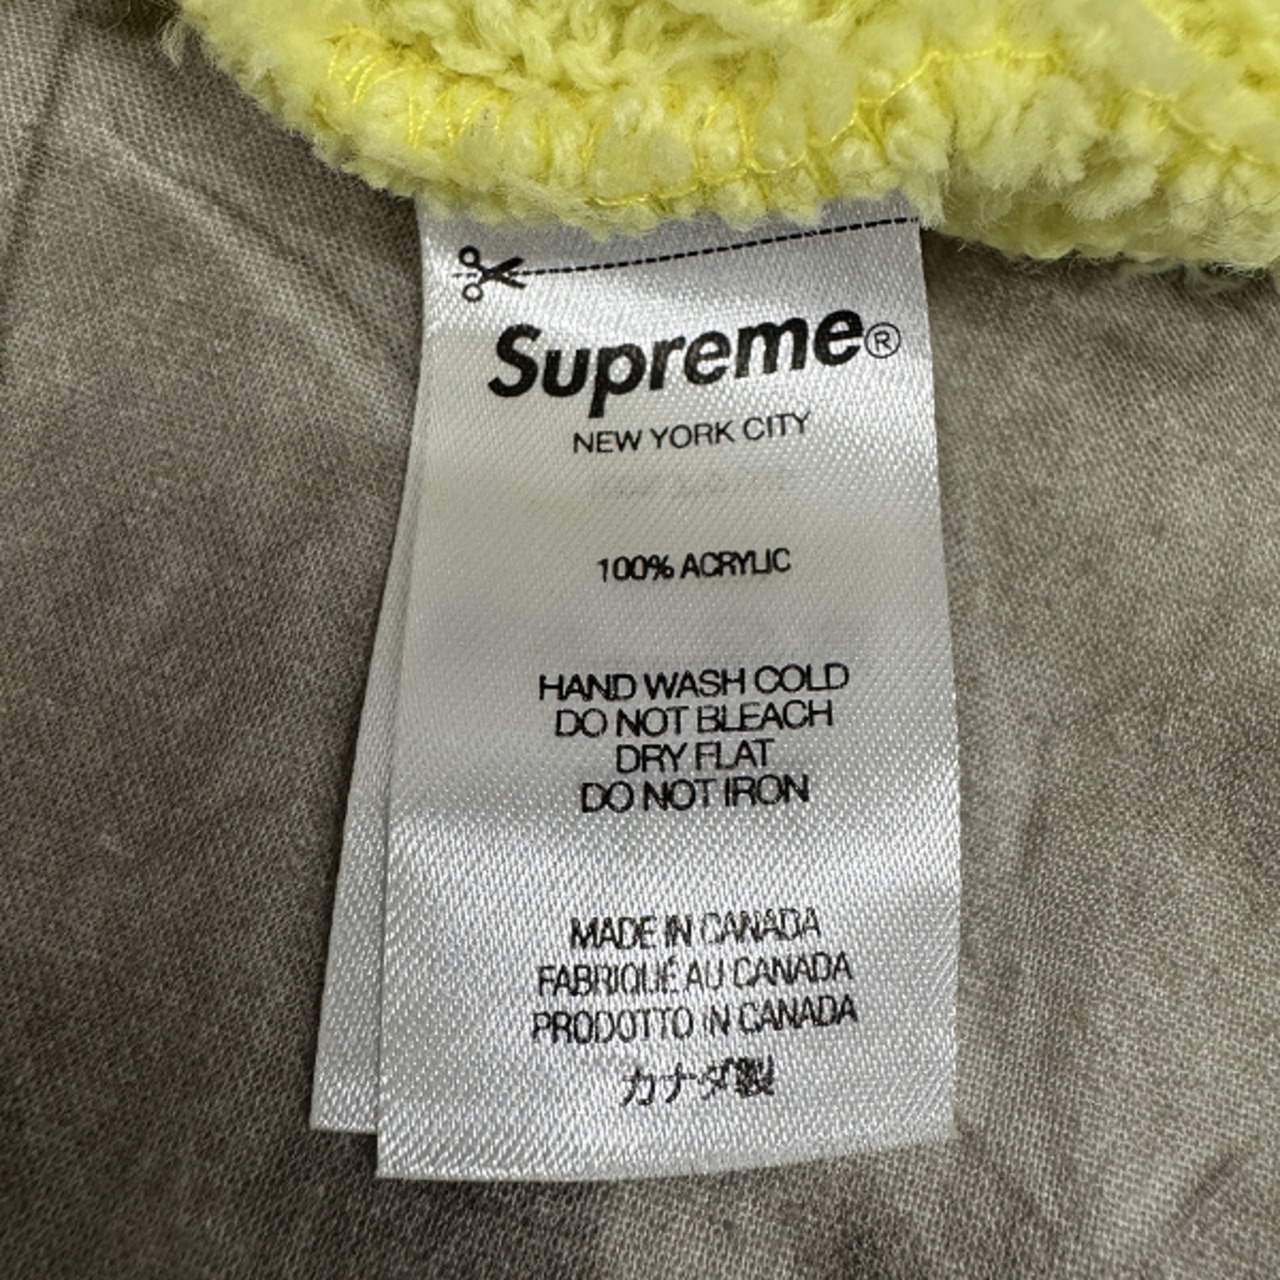 Supreme®
NEW YORK CITY
100% ACRYLIC
HAND WASH COLD
DO NOT BLEACH
DRY FLAT
DO NOT IRON
MADE IN CANADA
FABRIQUÉ AU CANADA
PRODOTTO IN CANADA
カナダ製